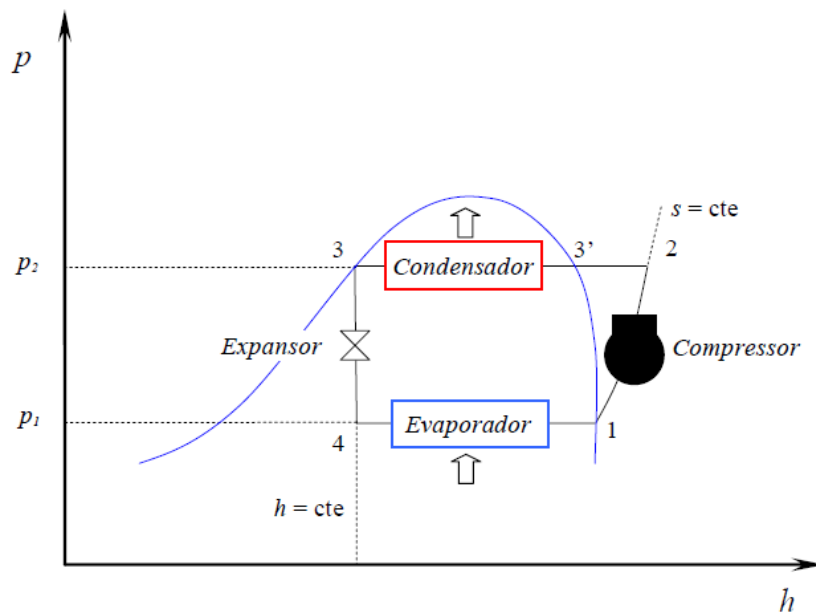 p
s = cte
p2
3
Condensador
3’
2
Expansor
Compressor
p1
4
Evaporador
1
h = cte
h